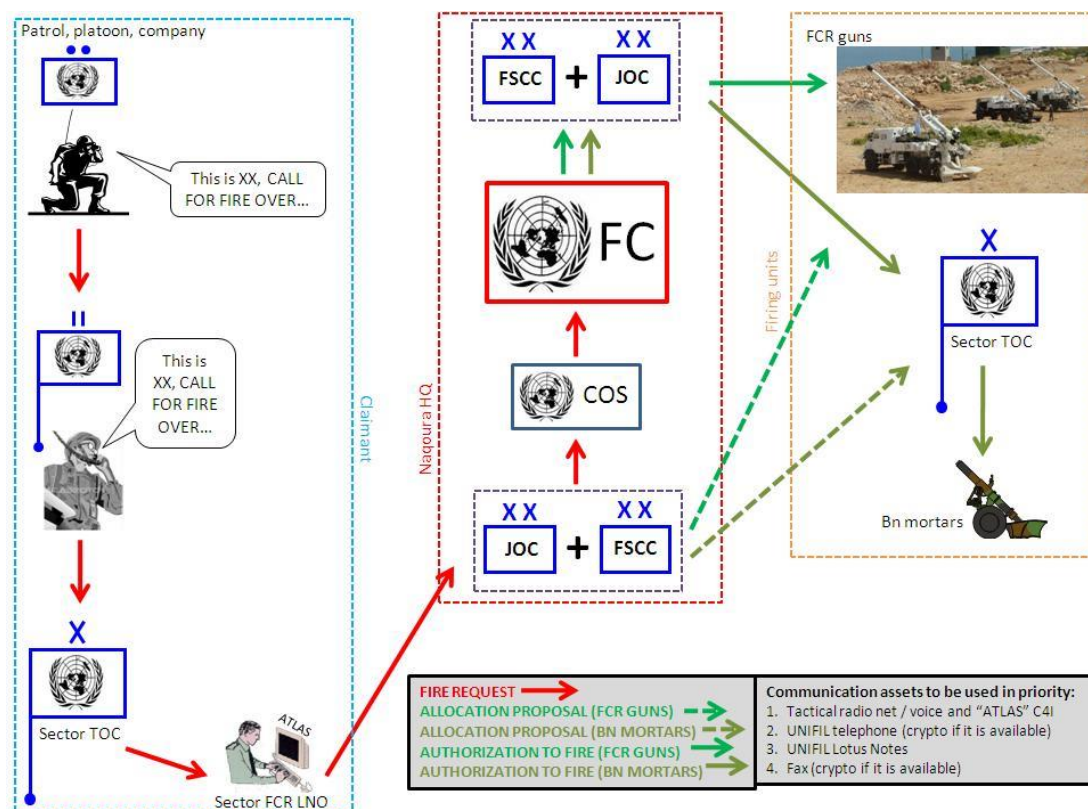 Patrol, platoon, company
This is XX, CALL
FOR FIRE OVER...
This is
XX, CALL
FOR FIRE
OVER...
Claimant
X
Sector TOC
ATLAS
Sector FCR LNO
Naqoura HQ
XX
XX
FSCC
+
JOC
FC
COS
XX
XX
JOC
+
FSCC
Firing units
FCR guns
X
Sector TOC
Bn mortars
FIRE REQUEST
ALLOCATION PROPOSAL (FCR GUNS)
ALLOCATION PROPOSAL (BN MORTARS)
AUTHORIZATION TO FIRE (FCR GUNS)
AUTHORIZATION TO FIRE (BN MORTARS)
Communication assets to be used in priority:
1. Tactical radio net / voice and “ATLAS” C4I
2. UNIFIL telephone (crypto if it is available)
3. UNIFIL Lotus Notes
4. Fax (crypto if it is available)